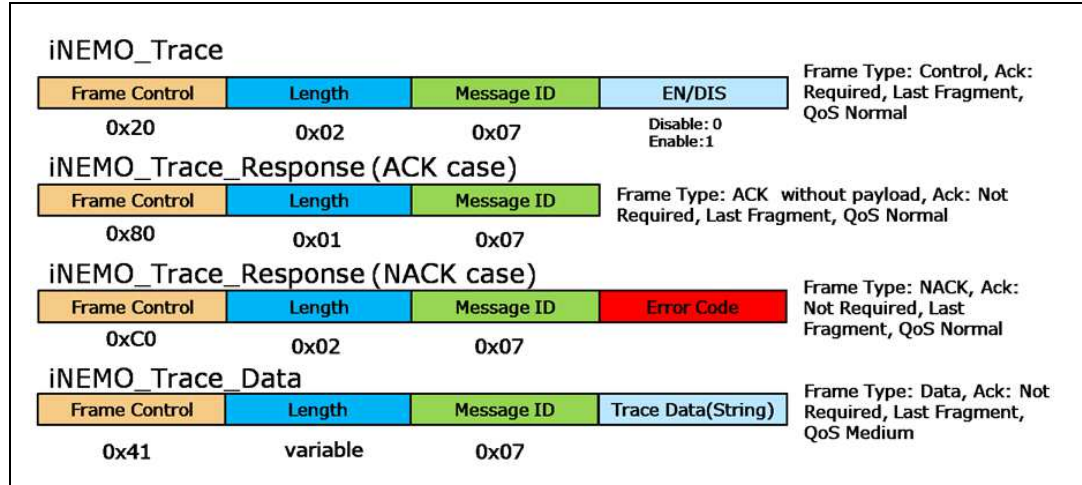 iNEMO_Trace
Frame Control Length Message ID EN/DIS
0x20 0x02 0x07 Disable: 0
Enable:1
Frame Type: Control, Ack:
Required, Last Fragment,
QoS Normal
iNEMO_Trace_Response (ACK case)
Frame Control Length Message ID
0x80 0x01 0x07
Frame Type: ACK without payload, Ack: Not
Required, Last Fragment, QoS Normal
iNEMO_Trace_Response (NACK case)
Frame Control Length Message ID Error Code
0xC0 0x02 0x07
Frame Type: NACK, Ack:
Not Required, Last
Fragment, QoS Normal
iNEMO_Trace_Data
Frame Control Length Message ID Trace Data(String)
0x41 variable 0x07
Frame Type: Data, Ack: Not
Required, Last Fragment,
QoS Medium